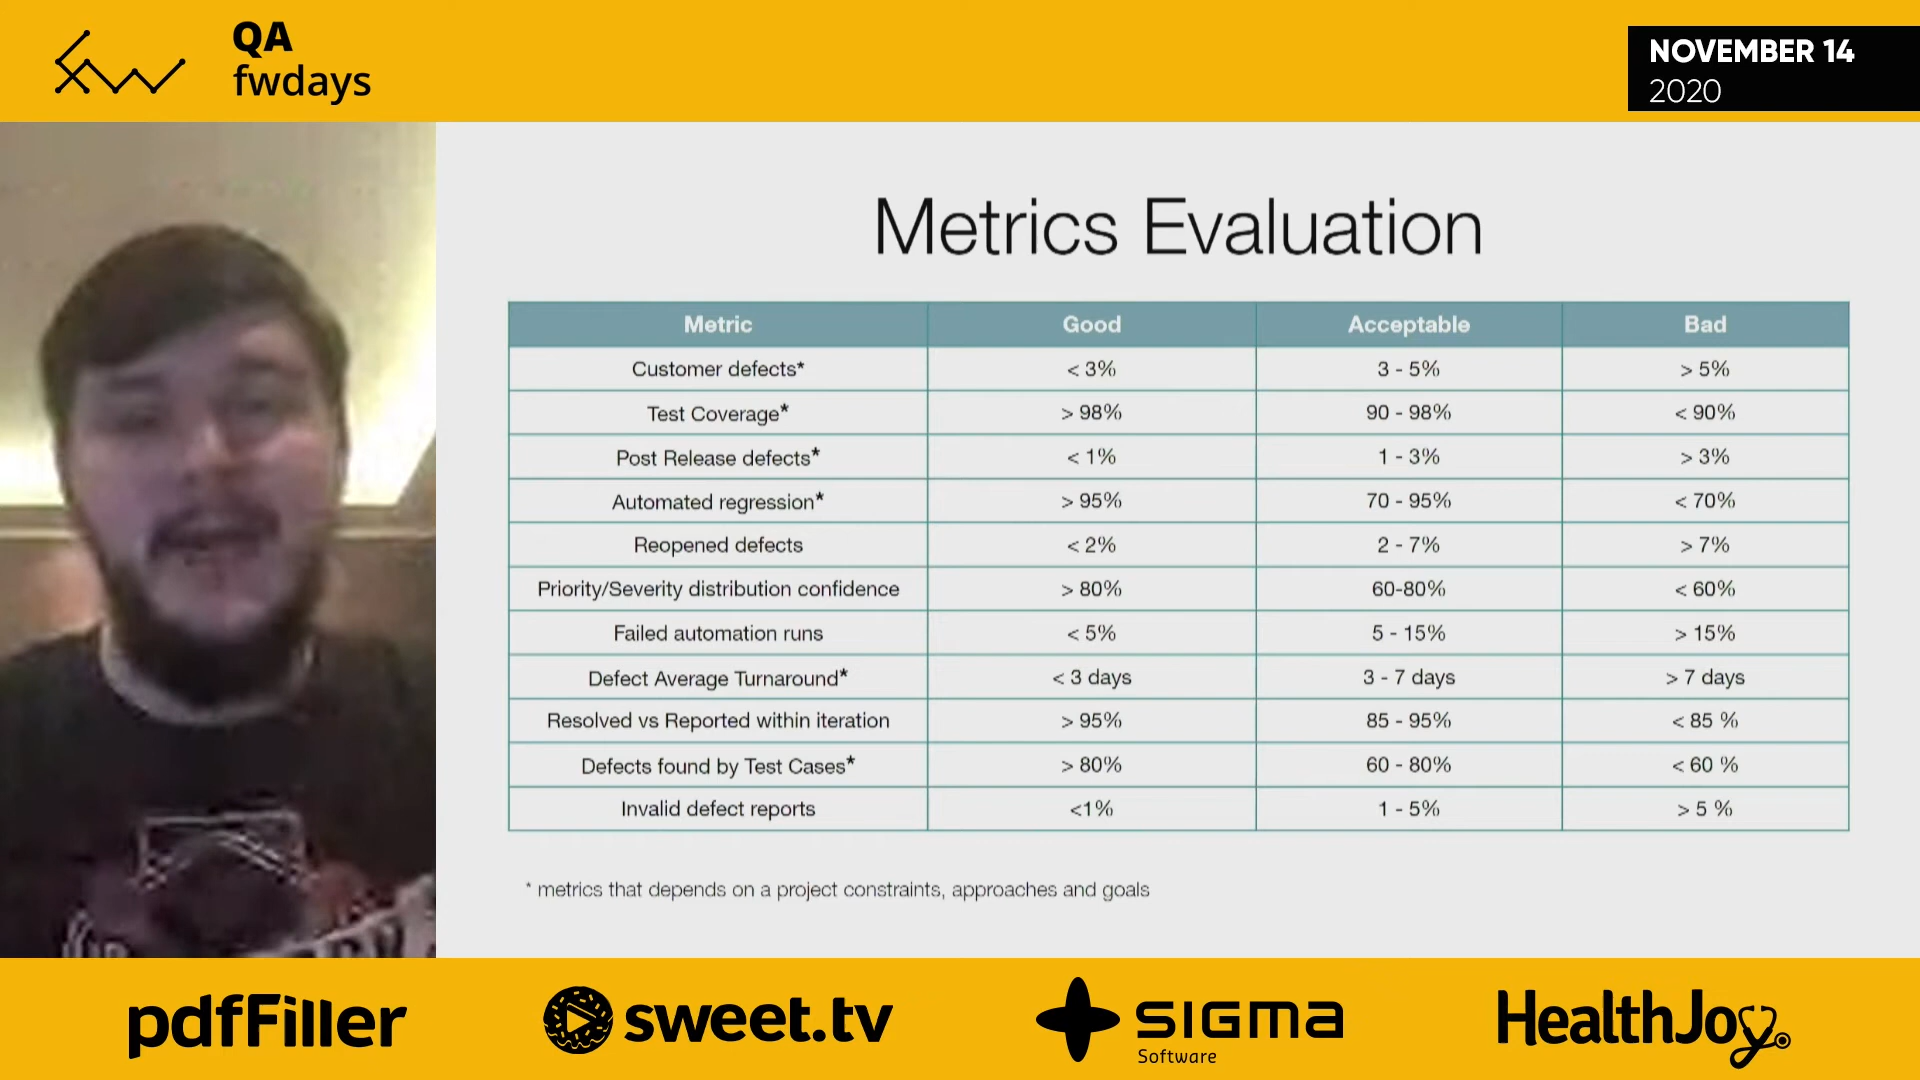 QA
fwdays
NOVEMBER 14
2020
Metrics Evaluation
Metric Good Acceptable Bad
Customer defects* < 3% 3 - 5% > 5%
Test Coverage* > 98% 90 - 98% < 90%
Post Release defects* < 1% 1 - 3% > 3%
Automated regression* > 95% 70 - 95% < 70%
Reopened defects < 2% 2 - 7% > 7%
Priority/Severity distribution confidence > 80% 60-80% < 60%
Failed automation runs < 5% 5 - 15% > 15%
Defect Average Turnaround* < 3 days 3 - 7 days > 7 days
Resolved vs Reported within iteration > 95% 85 - 95% < 85 %
Defects found by Test Cases* > 80% 60 - 80% < 60 %
Invalid defect reports <1% 1 - 5% > 5 %
* metrics that depends on a project constraints, approaches and goals
pdfFiller
sweet.tv
SIGMA
Software
HealthJoy